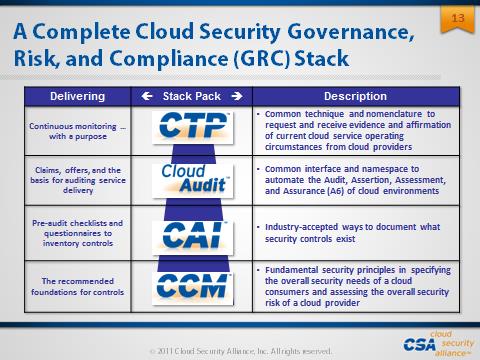 13
A Complete Cloud Security Governance,
Risk, and Compliance (GRC) Stack
Delivering
← Stack Pack →
Description
Continuous monitoring ...
with a purpose
CTP™
• Common technique and nomenclature to
request and receive evidence and affirmation
of current cloud service operating
circumstances from cloud providers
Claims, offers, and the
basis for auditing service
delivery
Cloud
Audit™
• Common interface and namespace to
automate the Audit, Assertion, Assessment,
and Assurance (A6) of cloud environments
Pre-audit checklists and
questionnaires to
inventory controls
CAI™
• Industry-accepted ways to document what
security controls exist
The recommended
foundations for controls
CCM™
• Fundamental security principles in specifying
the overall security needs of a cloud
consumers and assessing the overall security
risk of a cloud provider
© 2011 Cloud Security Alliance, Inc. All rights reserved.
CSA
cloud
security
alliance™